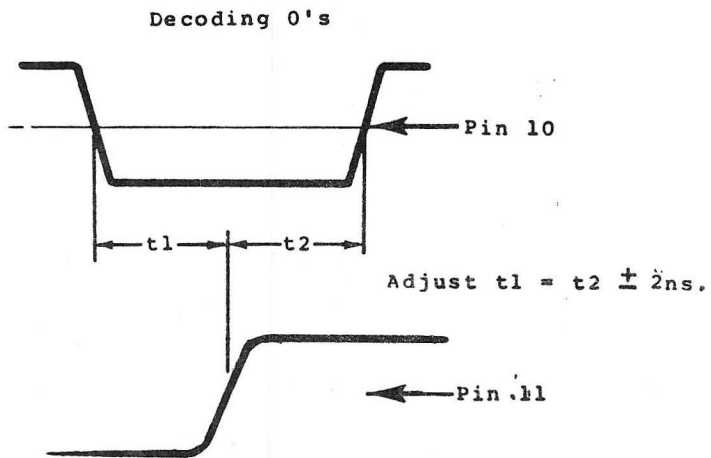 Decoding 0's
Pin 10
t1 t2
Adjust t1 = t2 ± 2ns.
Pin 11